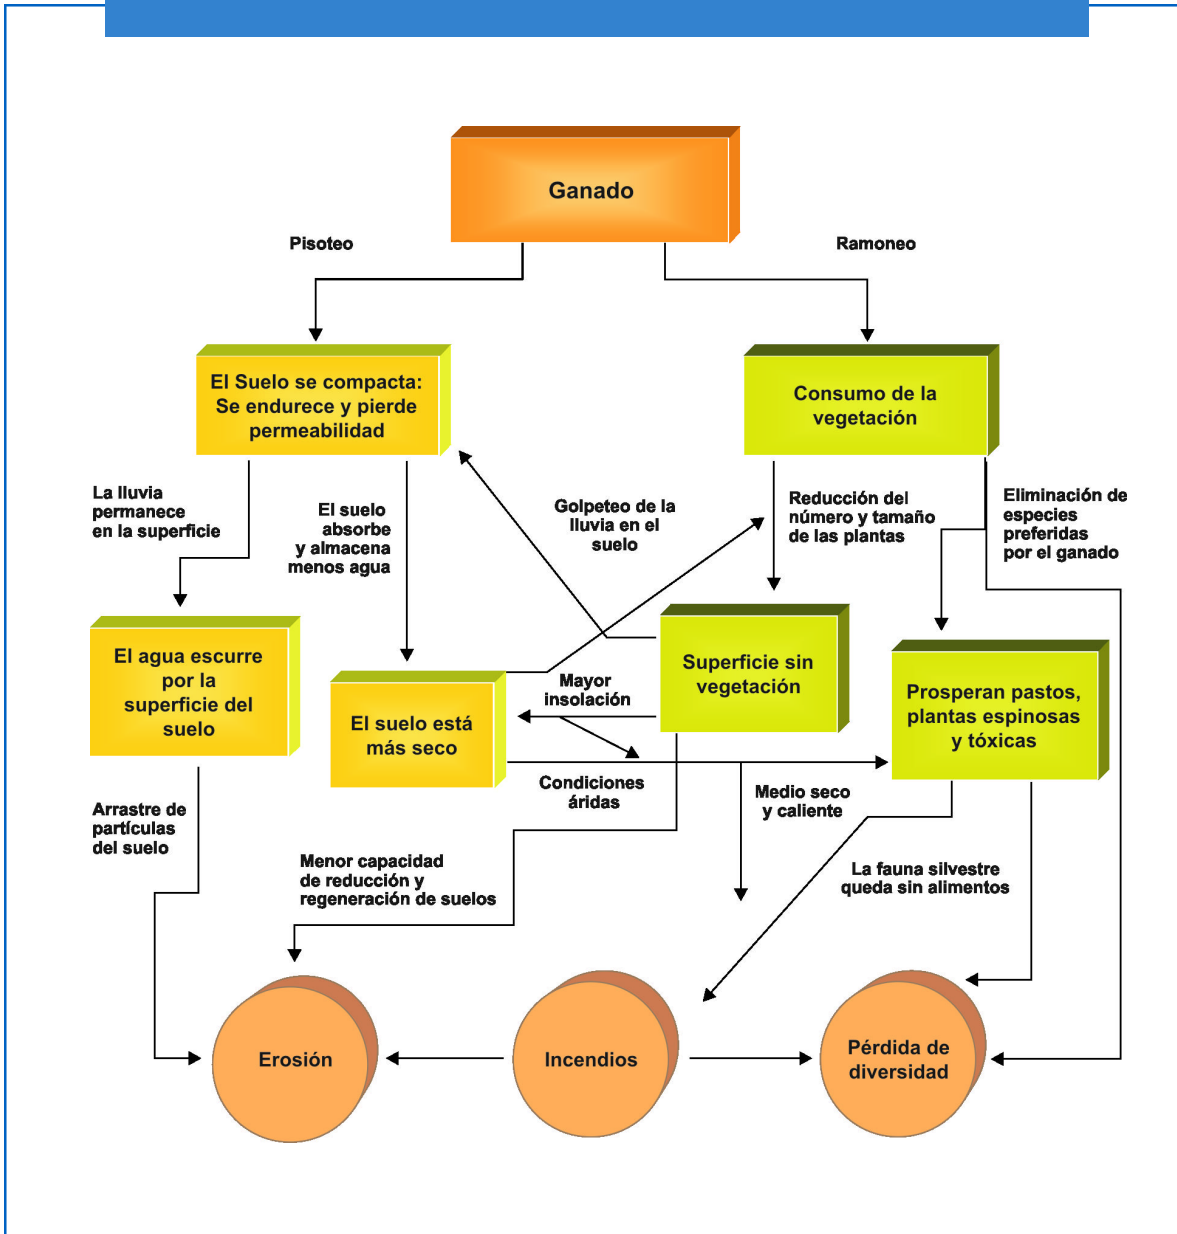 Ganado
Pisoteo
Ramoneo
El Suelo se compacta:
Se endurece y pierde
permeabilidad
Consumo de la
vegetación
La lluvia
permanece
en la superficie
El suelo
absorbe
y almacena
menos agua
Golpeteo de la
lluvia en el
suelo
Reducción del
número y tamaño
de las plantas
Eliminación de
especies
preferidas
por el ganado
El agua escurre
por la
superficie del
suelo
El suelo está
más seco
Mayor
insolación
Superficie sin
vegetación
Prosperan pastos,
plantas espinosas
y tóxicas
Arrastre de
partículas
del suelo
Condiciones
áridas
Medio seco
y caliente
Menor capacidad
de reducción y
regeneración de suelos
La fauna silvestre
queda sin alimentos
Erosión
Incendios
Pérdida de
diversidad